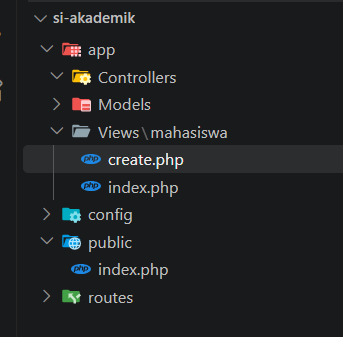 si-akademik
app
Controllers
Models
Views\mahasiswa
php create.php
php index.php
config
public
php index.php
routes